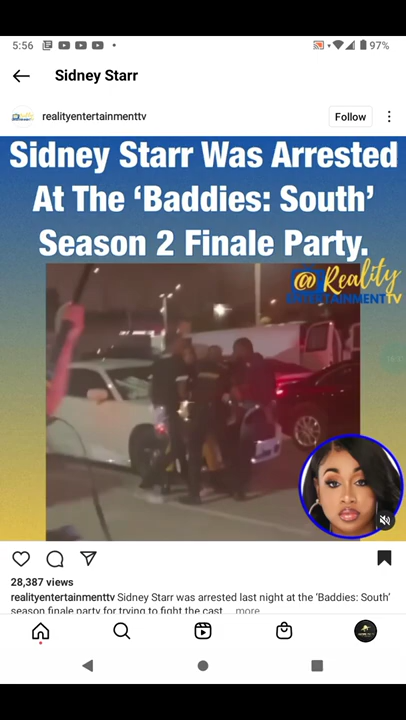 5:56
97%
Sidney Starr
realityentertainmenttv
Follow
Sidney Starr Was Arrested
At The ‘Baddies: South’
Season 2 Finale Party.
@Reality
ENTERTAINMENTTV
28,387 views
realityentertainmenttv Sidney Starr was arrested last night at the ‘Baddies: South’
season finale party for trying to fight the cast... more